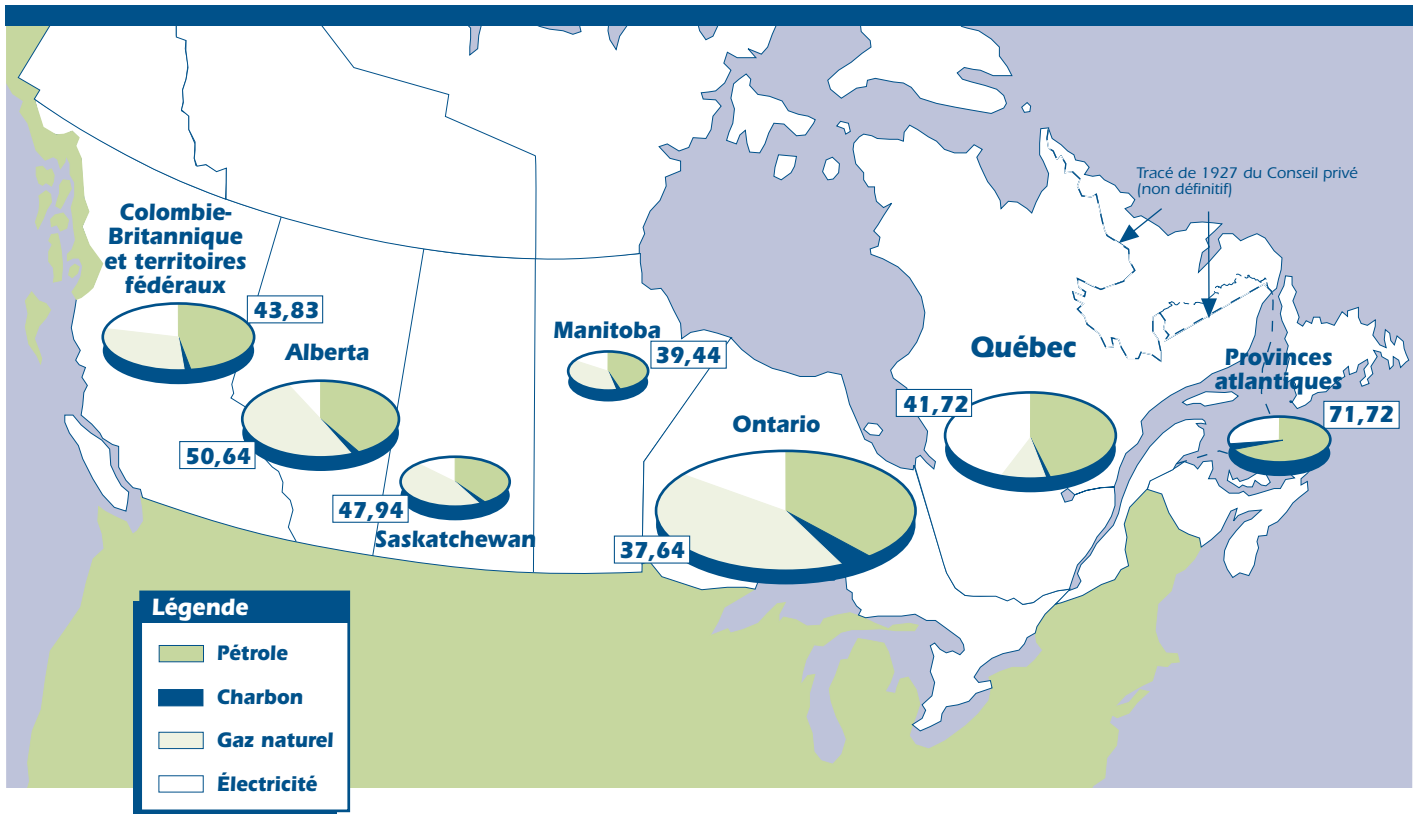 Tracé de 1927 du Conseil privé
(non définitif)
Colombie-
Britannique
et territoires
fédéraux
43,83
Alberta
50,64
47,94
Saskatchewan
Manitoba
39,44
Ontario
37,64
Québec
41,72
Provinces
atlantiques
71,72
Légende
Pétrole
Charbon
Gaz naturel
Électricité